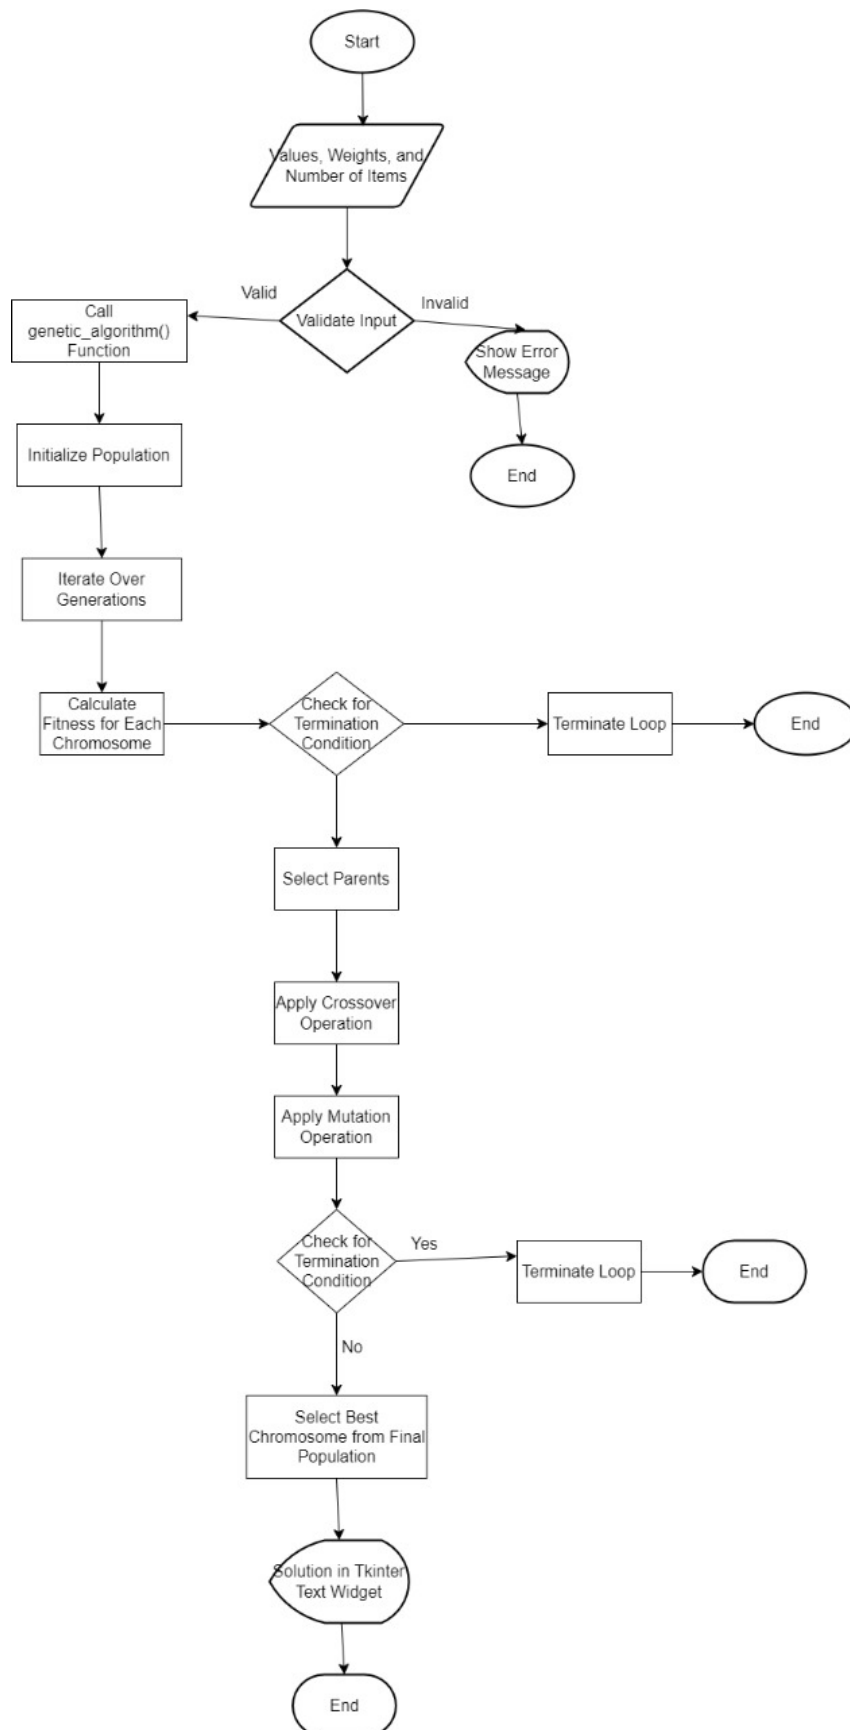 Start
Values, Weights, and
Number of Items
Valid
Validate Input
Invalid
Call
genetic_algorithm()
Function
Show Error
Message
End
Initialize Population
Iterate Over
Generations
Calculate
Fitness for Each
Chromosome
Check for
Termination
Condition
Terminate Loop
End
Select Parents
Apply Crossover
Operation
Apply Mutation
Operation
Check for
Termination
Condition
Yes
Terminate Loop
End
No
Select Best
Chromosome from Final
Population
Solution in Tkinter
Text Widget
End